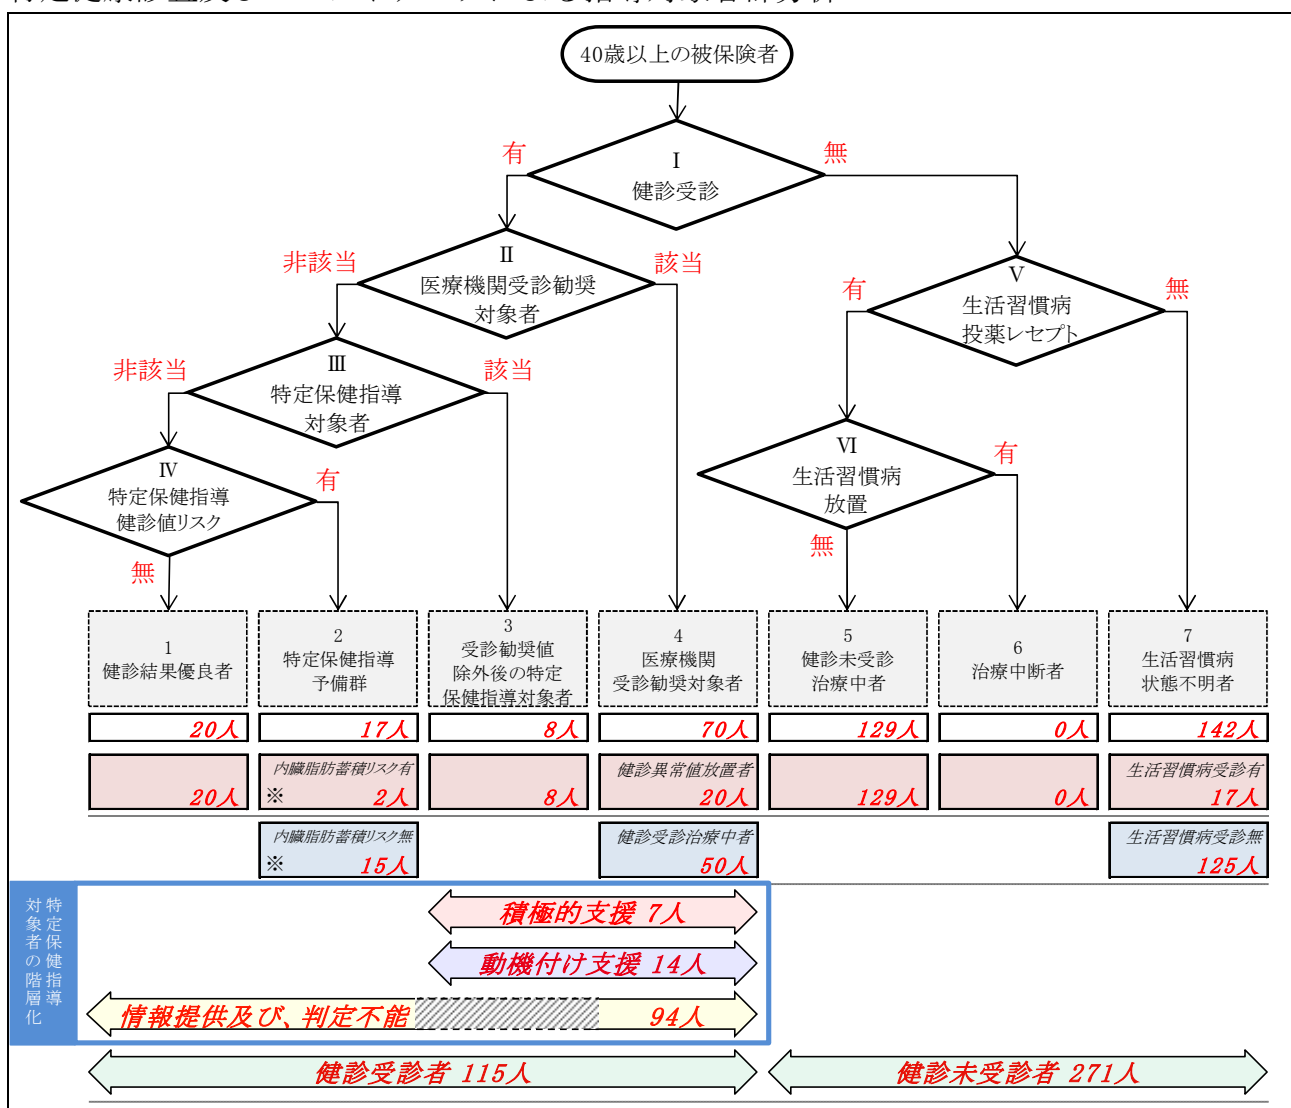 40歳以上の被保険者
Ⅰ
健診受診
有
無
Ⅱ
医療機関受診勧奨
対象者
非該当
該当
Ⅴ
生活習慣病
投薬レセプト
有
無
Ⅲ
特定保健指導
対象者
非該当
該当
Ⅵ
生活習慣病
放置
有
無
Ⅳ
特定保健指導
健診値リスク
有
無
1
健診結果優良者
2
特定保健指導
予備群
3
受診勧奨値
除外後の特定
保健指導対象者
4
医療機関
受診勧奨対象者
5
健診未受診
治療中者
6
治療中断者
7
生活習慣病
状態不明者
20人
17人
8人
70人
129人
0人
142人
20人
内臓脂肪蓄積リスク有
※ 2人
8人
健診異常値放置者
20人
129人
0人
生活習慣病受診有
17人
内臓脂肪蓄積リスク無
※ 15人
健診受診治療中者
50人
生活習慣病受診無
125人
特定保健指導
対象者の階層化
積極的支援 7人
動機付け支援 14人
情報提供及び、判定不能 94人
健診受診者 115人
健診未受診者 271人